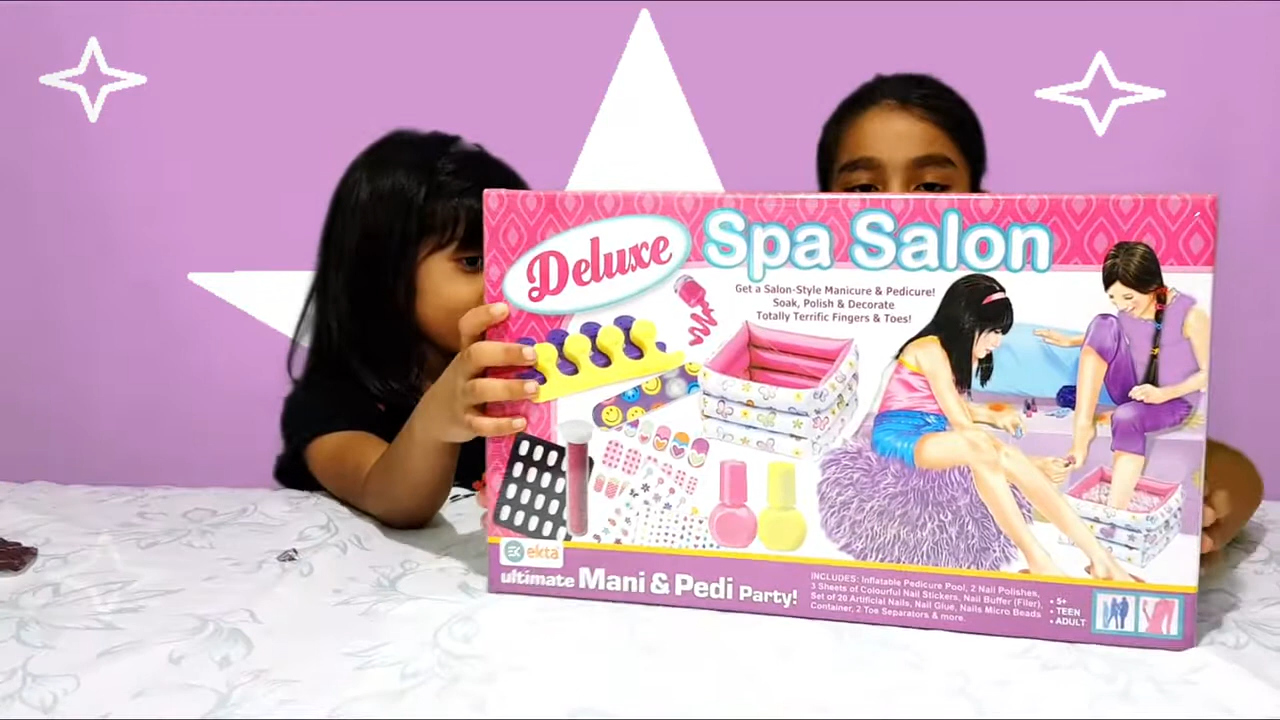 Deluxe
Spa Salon
Get a Salon-Style Manicure & Pedicure!
Soak, Polish & Decorate
Totally Terrific Fingers & Toes!
ekta
ultimate Mani & Pedi Party!
INCLUDES: Inflatable Pedicure Pool, 2 Nail Polishes,
3 Sheets of Colourful Nail Stickers, Nail Buffer (Filer),
Set of 20 Artificial Nails, Nail Glue, Nails Micro Beads
Container, 2 Toe Separators & more.
• 5+
• TEEN
• ADULT